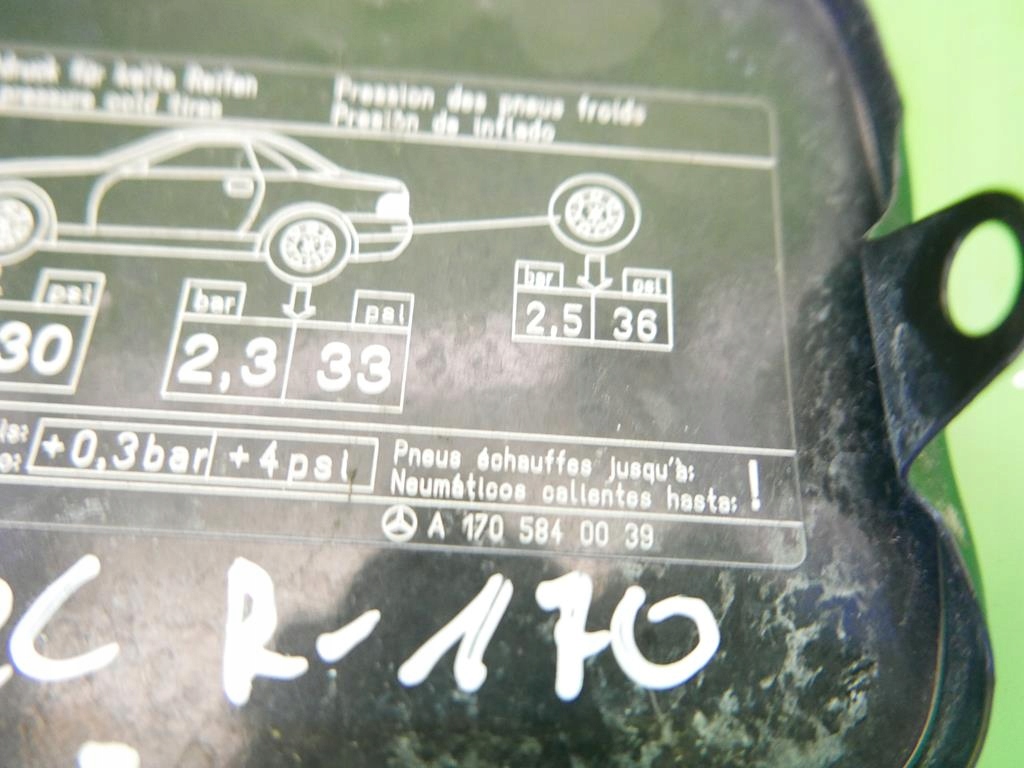 für kalte Reifen
pressure cold tires
Pression des pneus froids
Presión de inflado
psi
30
bar psi
2,3 33
bar psi
2,5 36
+0,3bar +4psi
Pneus échauffés jusqu'à:
Neumáticos calientes hasta: !
A 170 584 00 39
R-170